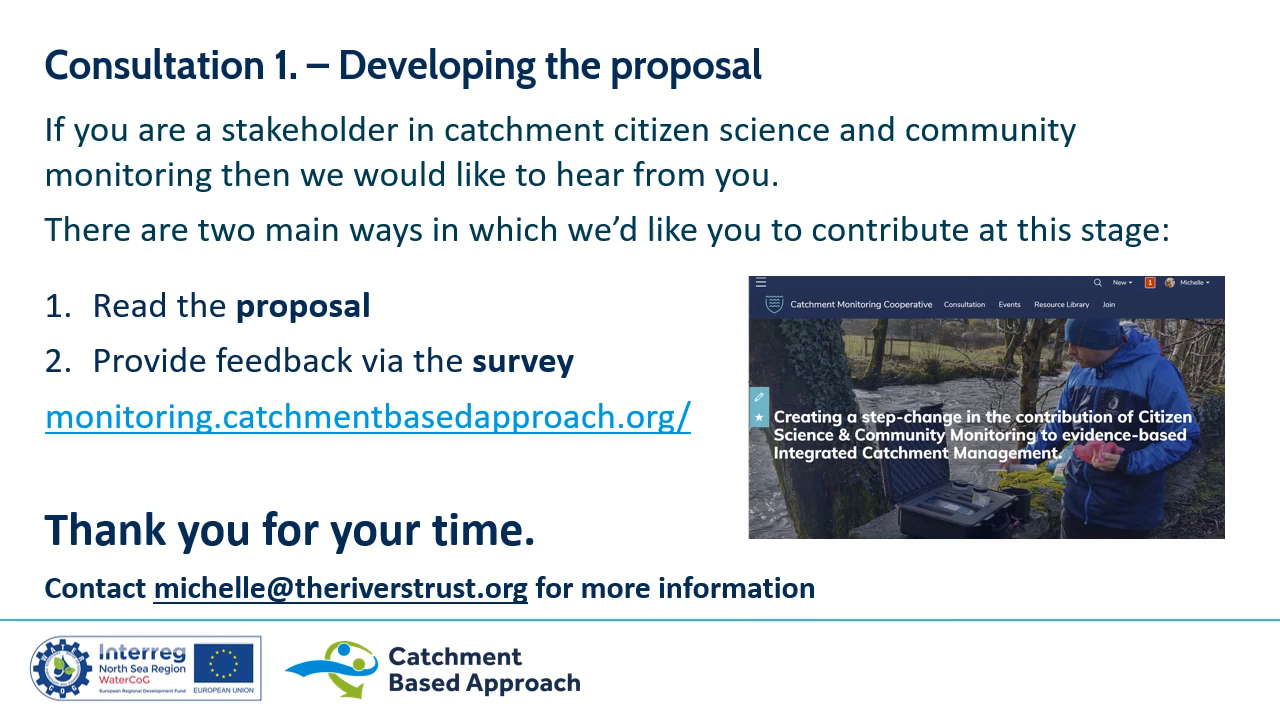 Consultation 1. – Developing the proposal
If you are a stakeholder in catchment citizen science and community
monitoring then we would like to hear from you.
There are two main ways in which we’d like you to contribute at this stage:
1. Read the proposal
2. Provide feedback via the survey
monitoring.catchmentbasedapproach.org/
New
1
Michelle
Catchment Monitoring Cooperative
Consultation
Events
Resource Library
Join
Creating a step-change in the contribution of Citizen
Science & Community Monitoring to evidence-based
Integrated Catchment Management.
Thank you for your time.
Contact michelle@theriverstrust.org for more information
Interreg
North Sea Region
WaterCoG
European Regional Development Fund
EUROPEAN UNION
Catchment
Based Approach